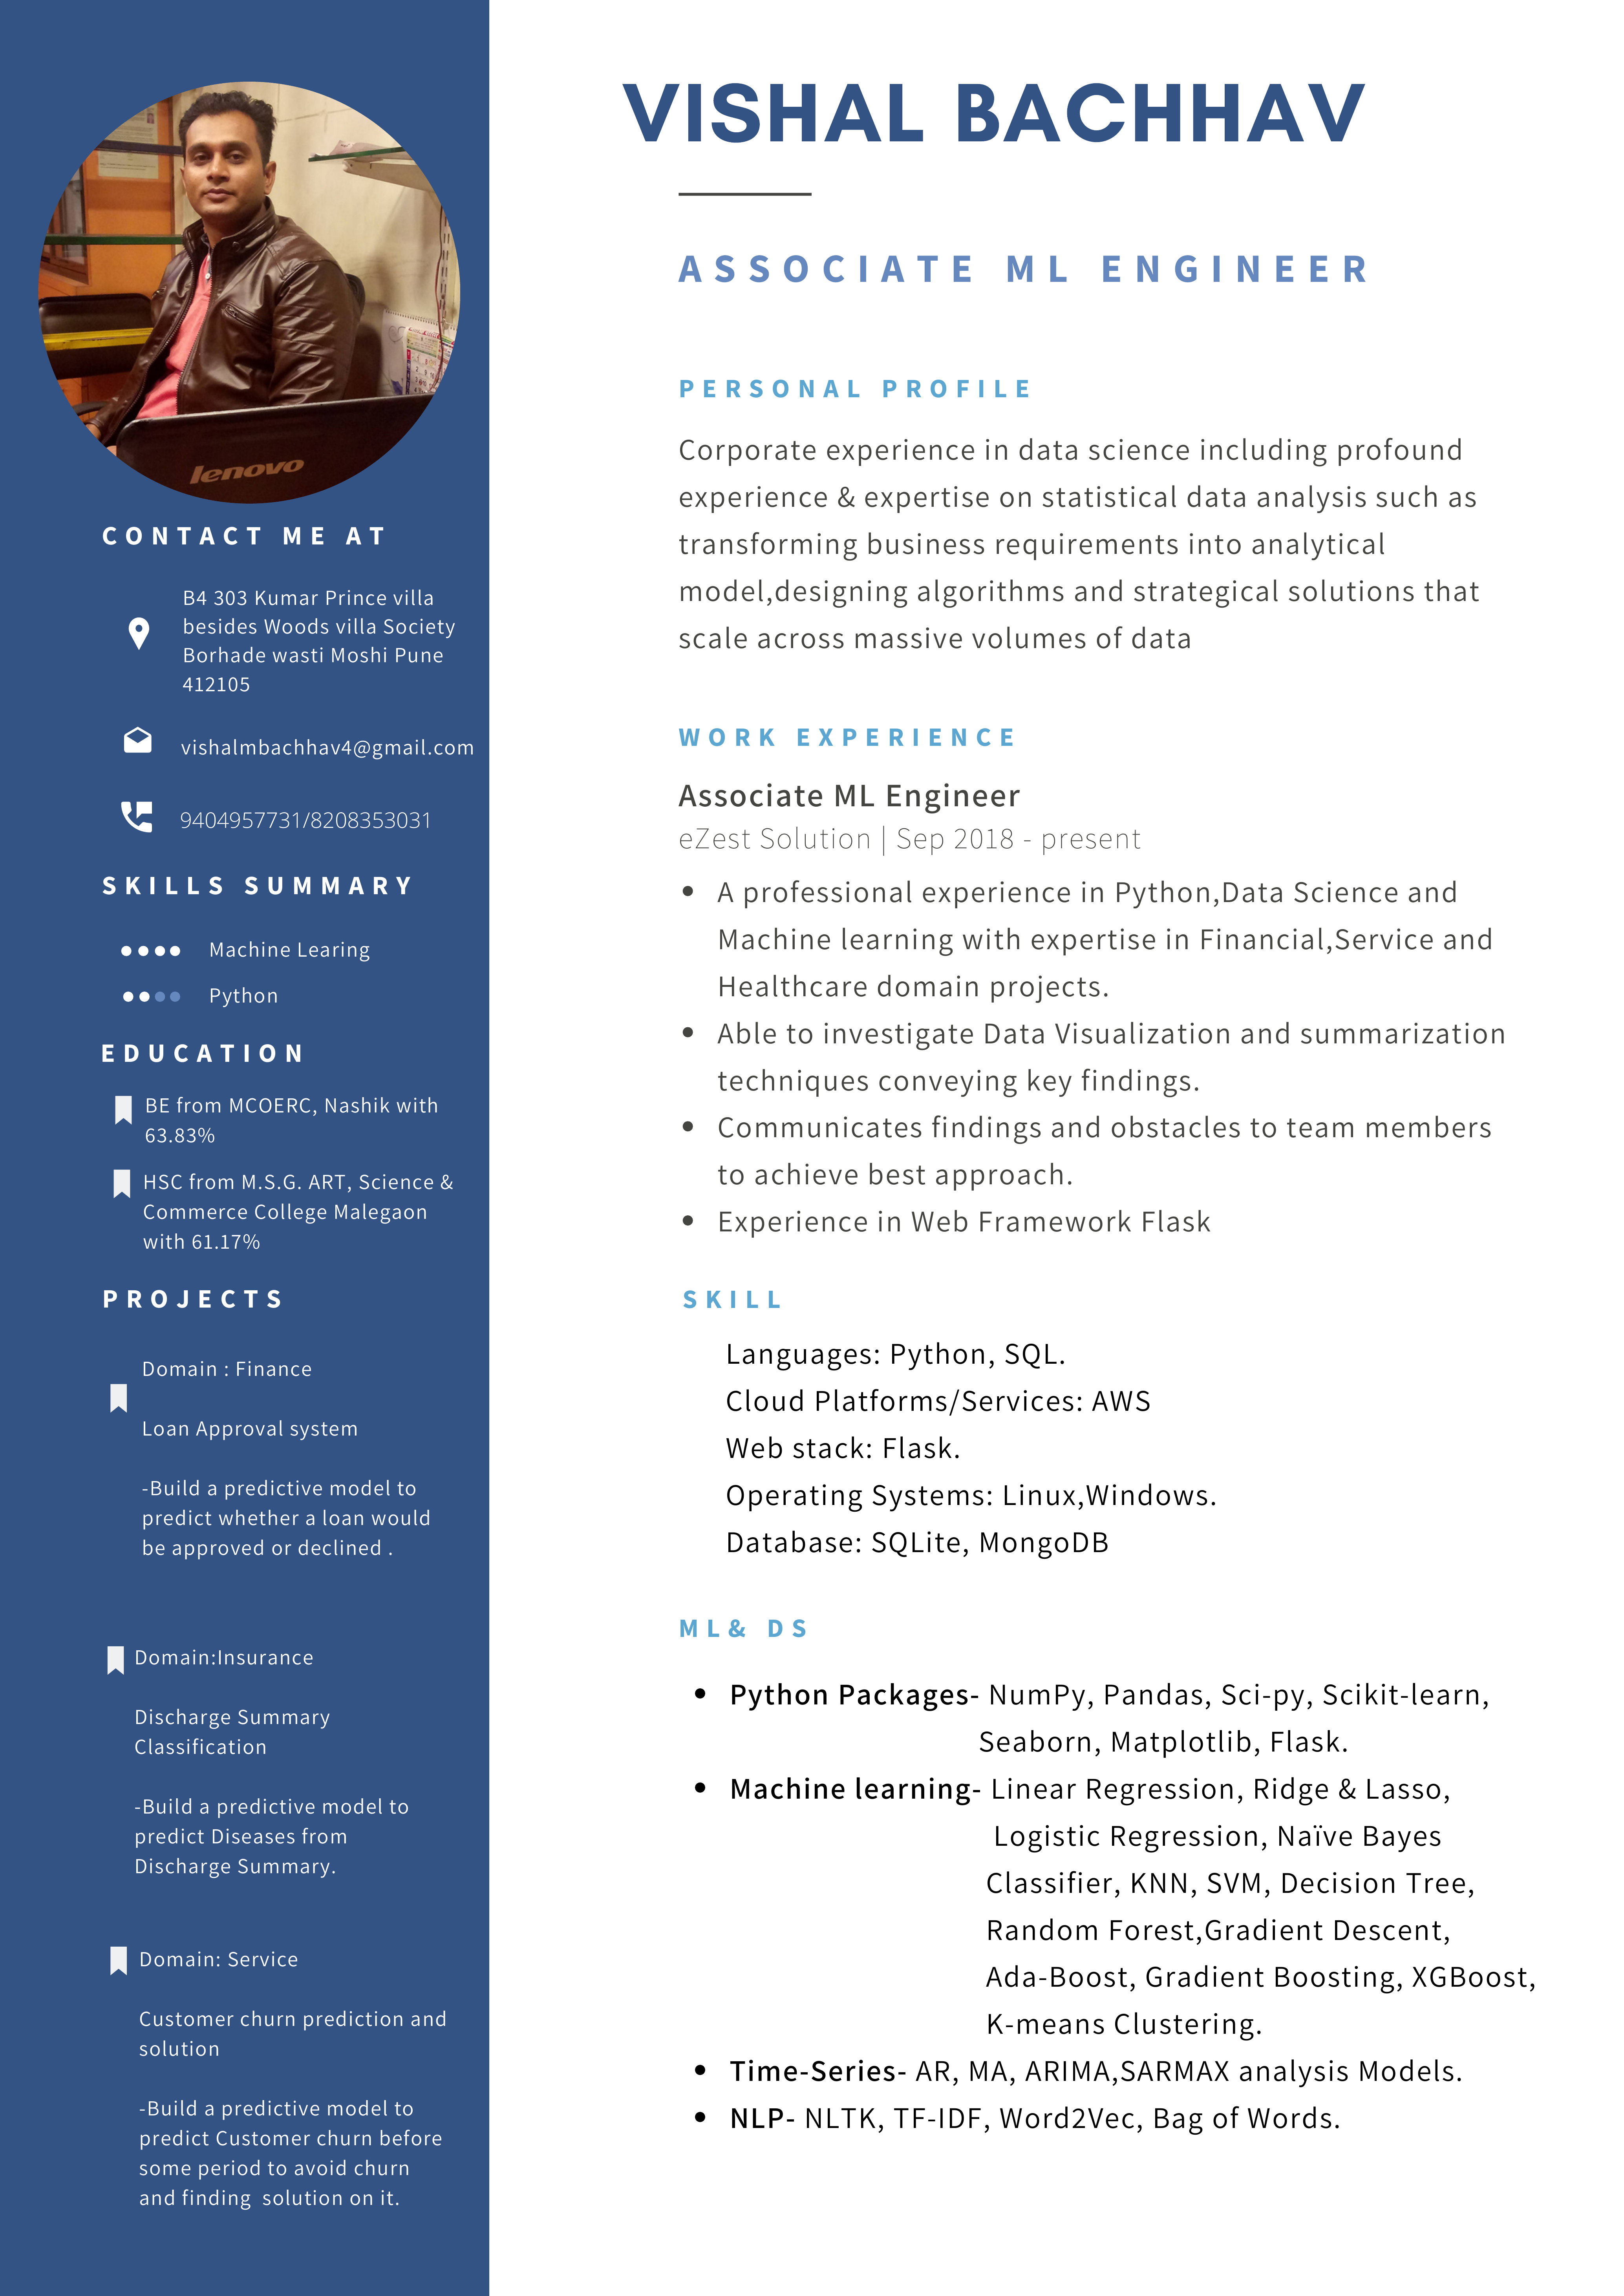 VISHAL BACHHAV
ASSOCIATE ML ENGINEER
lenovo
CONTACT ME AT
B4 303 Kumar Prince villa
besides Woods villa Society
Borhade wasti Moshi Pune
412105
vishalmbachhav4@gmail.com
9404957731/8208353031
SKILLS SUMMARY
Machine Learing
Python
EDUCATION
BE from MCOERC, Nashik with
63.83%
HSC from M.S.G. ART, Science &
Commerce College Malegaon
with 61.17%
PROJECTS
Domain : Finance
Loan Approval system
-Build a predictive model to
predict whether a loan would
be approved or declined .
Domain:Insurance
Discharge Summary
Classification
-Build a predictive model to
predict Diseases from
Discharge Summary.
Domain: Service
Customer churn prediction and
solution
-Build a predictive model to
predict Customer churn before
some period to avoid churn
and finding  solution on it.
PERSONAL PROFILE
Corporate experience in data science including profound
experience & expertise on statistical data analysis such as
transforming business requirements into analytical
model,designing algorithms and strategical solutions that
scale across massive volumes of data
WORK EXPERIENCE
Associate ML Engineer
eZest Solution | Sep 2018 - present
• A professional experience in Python,Data Science and
Machine learning with expertise in Financial,Service and
Healthcare domain projects.
• Able to investigate Data Visualization and summarization
techniques conveying key findings.
• Communicates findings and obstacles to team members
to achieve best approach.
• Experience in Web Framework Flask
SKILL
Languages: Python, SQL.
Cloud Platforms/Services: AWS
Web stack: Flask.
Operating Systems: Linux,Windows.
Database: SQLite, MongoDB
ML& DS
• Python Packages- NumPy, Pandas, Sci-py, Scikit-learn,
Seaborn, Matplotlib, Flask.
• Machine learning- Linear Regression, Ridge & Lasso,
Logistic Regression, Naïve Bayes
Classifier, KNN, SVM, Decision Tree,
Random Forest,Gradient Descent,
Ada-Boost, Gradient Boosting, XGBoost,
K-means Clustering.
• Time-Series- AR, MA, ARIMA,SARMAX analysis Models.
• NLP- NLTK, TF-IDF, Word2Vec, Bag of Words.